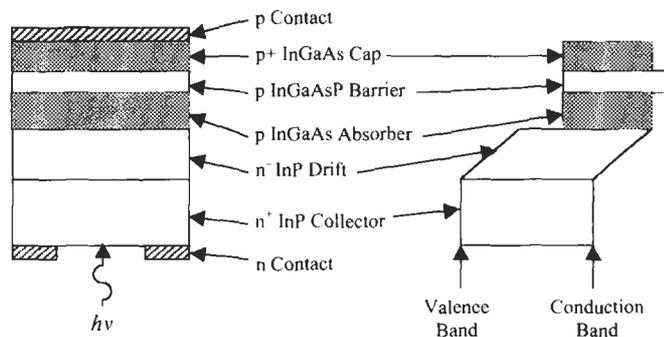 p Contact
p+ InGaAs Cap
p InGaAsP Barrier
p InGaAs Absorber
n⁻ InP Drift
n⁺ InP Collector
n Contact
hν
Valence
Band
Conduction
Band